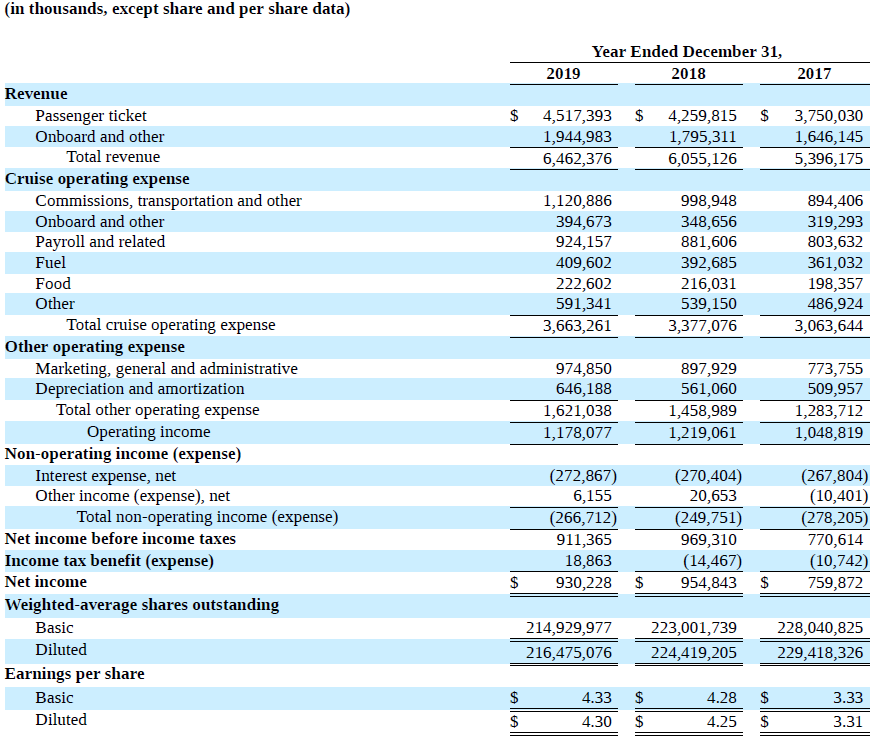 (in thousands, except share and per share data)
Year Ended December 31,
2019 2018 2017
Revenue
Passenger ticket $ 4,517,393 $ 4,259,815 $ 3,750,030
Onboard and other 1,944,983 1,795,311 1,646,145
Total revenue 6,462,376 6,055,126 5,396,175
Cruise operating expense
Commissions, transportation and other 1,120,886 998,948 894,406
Onboard and other 394,673 348,656 319,293
Payroll and related 924,157 881,606 803,632
Fuel 409,602 392,685 361,032
Food 222,602 216,031 198,357
Other 591,341 539,150 486,924
Total cruise operating expense 3,663,261 3,377,076 3,063,644
Other operating expense
Marketing, general and administrative 974,850 897,929 773,755
Depreciation and amortization 646,188 561,060 509,957
Total other operating expense 1,621,038 1,458,989 1,283,712
Operating income 1,178,077 1,219,061 1,048,819
Non-operating income (expense)
Interest expense, net (272,867) (270,404) (267,804)
Other income (expense), net 6,155 20,653 (10,401)
Total non-operating income (expense) (266,712) (249,751) (278,205)
Net income before income taxes 911,365 969,310 770,614
Income tax benefit (expense) 18,863 (14,467) (10,742)
Net income $ 930,228 $ 954,843 $ 759,872
Weighted-average shares outstanding
Basic 214,929,977 223,001,739 228,040,825
Diluted 216,475,076 224,419,205 229,418,326
Earnings per share
Basic $ 4.33 $ 4.28 $ 3.33
Diluted $ 4.30 $ 4.25 $ 3.31